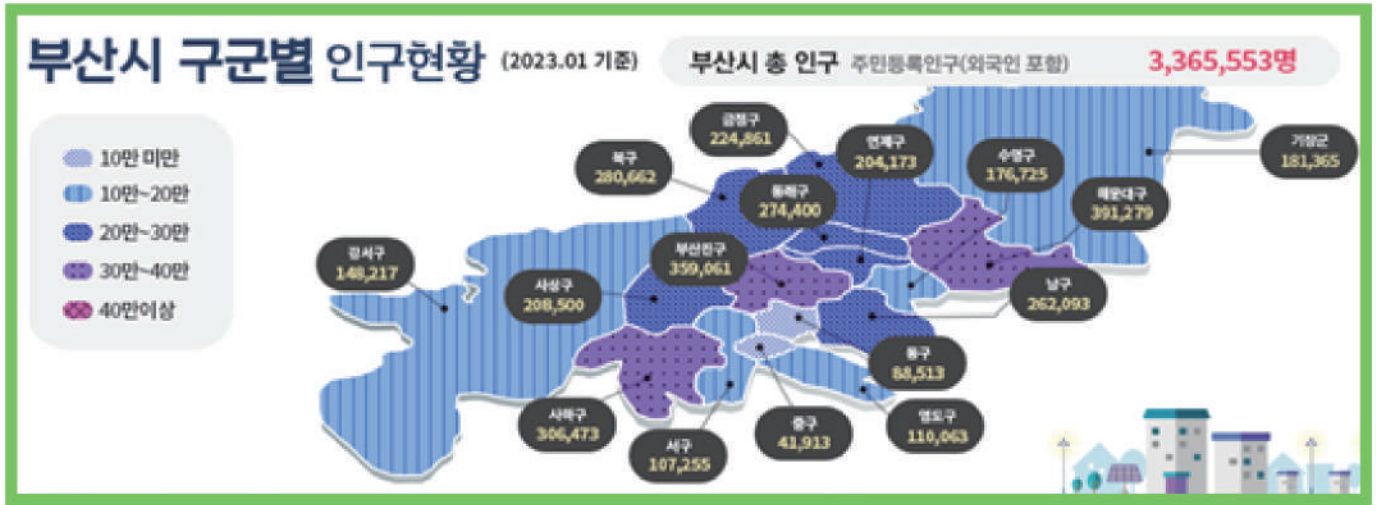 부산시 구군별 인구현황 (2023.01 기준)
부산시 총 인구 주민등록인구(외국인 포함) 3,365,553명
10만 미만
10만~20만
20만~30만
30만~40만
40만이상
금정구
224,861
연제구
204,173
수영구
176,725
기장군
181,365
북구
280,662
동래구
274,400
해운대구
391,279
강서구
148,217
부산진구
359,061
사상구
208,500
남구
262,093
동구
88,513
사하구
306,473
서구
107,255
중구
41,913
영도구
110,063